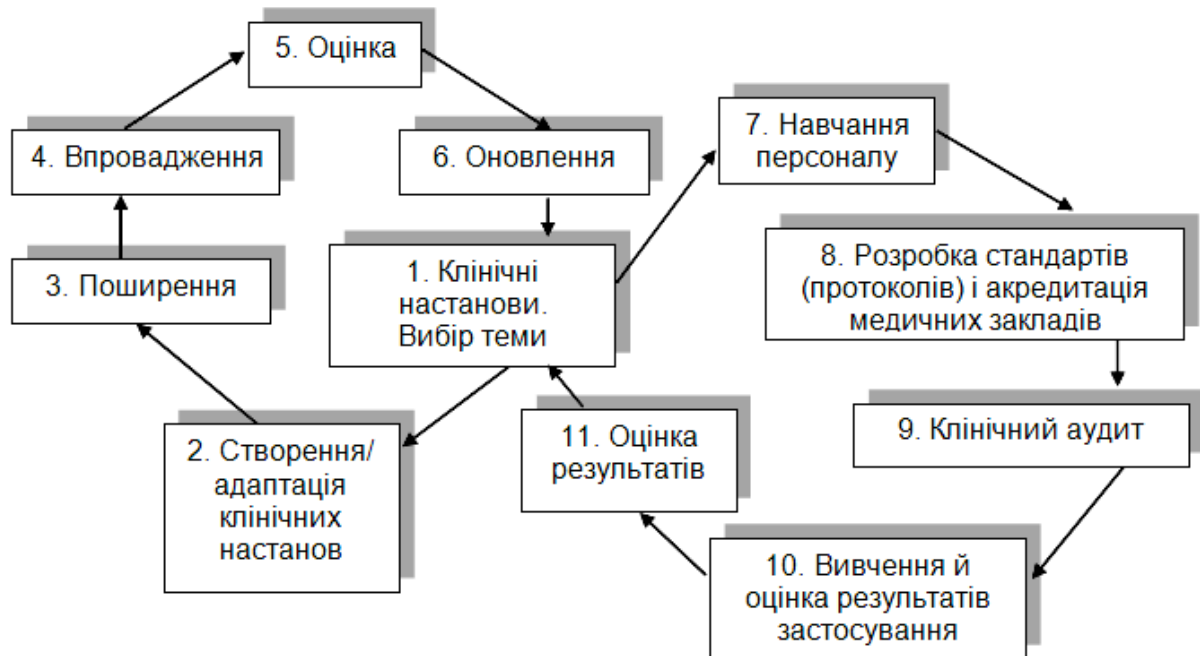 5. Оцінка
4. Впровадження
6. Оновлення
7. Навчання
персоналу
3. Поширення
1. Клінічні
настанови.
Вибір теми
8. Розробка стандартів
(протоколів) і акредитація
медичних закладів
2. Створення/
адаптація
клінічних
настанов
11. Оцінка
результатів
9. Клінічний аудит
10. Вивчення й
оцінка результатів
застосування